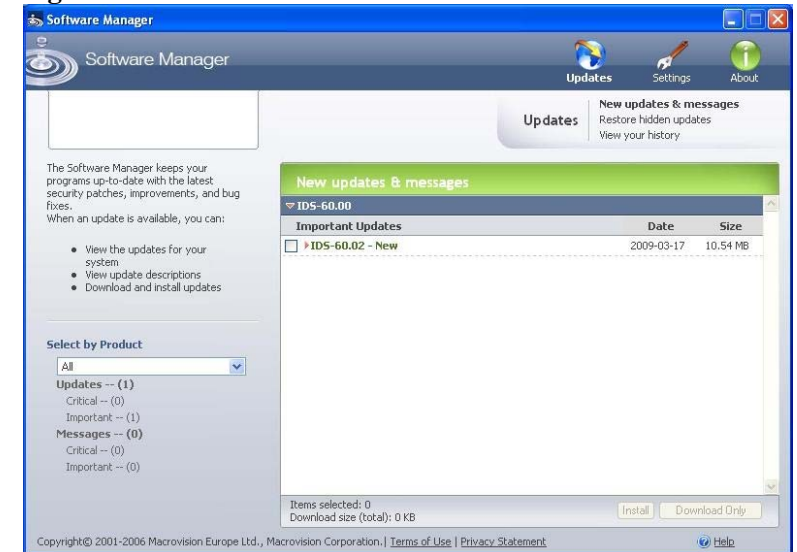 Software Manager
Software Manager
Updates
Settings
About
Updates
New updates & messages
Restore hidden updates
View your history
The Software Manager keeps your
programs up-to-date with the latest
security patches, improvements, and bug
fixes.
When an update is available, you can:
• View the updates for your
system
• View update descriptions
• Download and install updates
Select by Product
All
Updates -- (1)
Critical -- (0)
Important -- (1)
Messages -- (0)
Critical -- (0)
Important -- (0)
New updates & messages
IDS-60.00
Important Updates Date Size
IDS-60.02 - New 2009-03-17 10.54 MB
Items selected: 0
Download size (total): 0 KB
Install Download Only
Copyright© 2001-2006 Macrovision Europe Ltd., Macrovision Corporation. | Terms of Use | Privacy Statement
Help